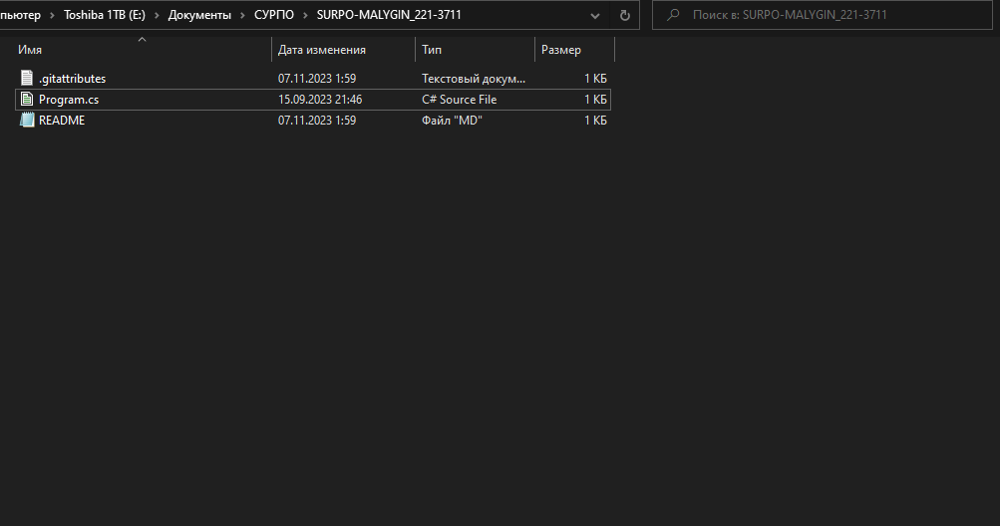 пьютер > Toshiba 1TB (E:) > Документы > СУРПО > SURPO-MALYGIN_221-3711 Поиск в: SURPO-MALYGIN_221-3711
Имя Дата изменения Тип Размер
.gitattributes 07.11.2023 1:59 Текстовый докум... 1 КБ
Program.cs 15.09.2023 21:46 C# Source File 1 КБ
README 07.11.2023 1:59 Файл "MD" 1 КБ